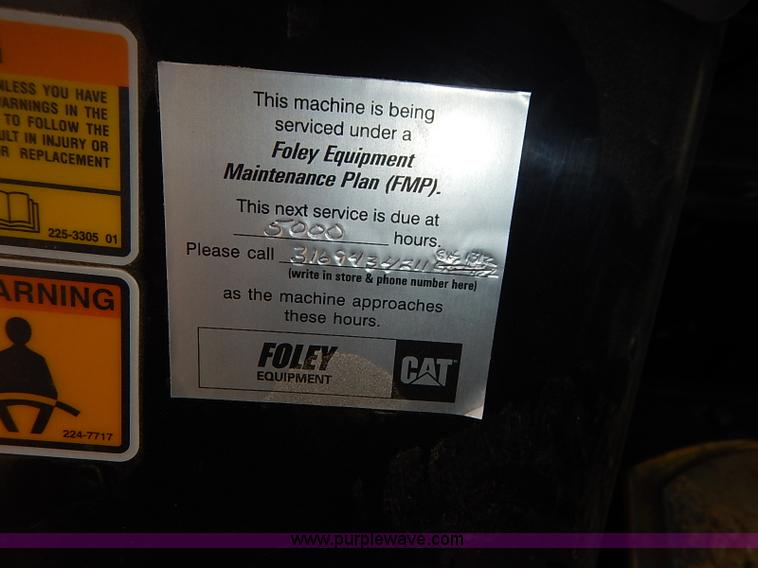 NLESS YOU HAVE
ARNINGS IN THE
TO FOLLOW THE
ULT IN INJURY OR
R REPLACEMENT
225-3305 01
ARNING
224-7717
This machine is being
serviced under a
Foley Equipment
Maintenance Plan (FMP).
This next service is due at
5000 hours.
Please call 3169434211
(write in store & phone number here)
as the machine approaches
these hours.
FOLEY
EQUIPMENT
CAT
www.purplewave.com